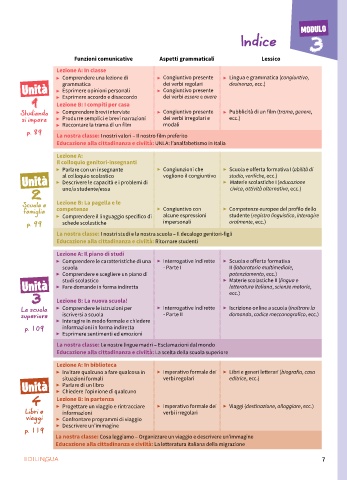 Indice
MODULO
3
Funzioni comunicative Aspetti grammaticali Lessico
Unità
1
Studiando
si impara
p. 89
Lezione A: In classe
▶ Comprendere una lezione di
grammatica
▶ Esprimere opinioni personali
▶ Esprimere accordo e disaccordo
▶ Congiuntivo presente
dei verbi regolari
▶ Congiuntivo presente
dei verbi essere e avere
▶ Lingua e grammatica (congiuntivo,
desinenza, ecc.)
Lezione B: I compiti per casa
▶ Comprendere brevi interviste
▶ Produrre semplici e brevi narrazioni
▶ Raccontare la trama di un film
▶ Congiuntivo presente
dei verbi irregolari e
modali
▶ Pubblicità di un film (trama, genere,
ecc.)
La nostra classe: I nostri valori – Il nostro film preferito
Educazione alla cittadinanza e civiltà: UNLA: l'analfabetismo in Italia
Unità
2
Scuola e
famiglia
p. 99
Lezione A:
Il colloquio genitori-insegnanti
▶ Parlare con un insegnante
al colloquio scolastico
▶ Descrivere le capacità e i problemi di
uno/a studente/essa
▶ Congiunzioni che
vogliono il congiuntivo
▶ Scuola e offerta formativa I (abilità di
studio, verifiche, ecc.)
▶ Materie scolastiche I (educazione
civica, attività alternative, ecc.)
Lezione B: La pagella e le
competenze
▶ Comprendere il linguaggio specifico di
schede scolastiche
▶ Congiuntivo con
alcune espressioni
impersonali
▶ Competenze europee del profilo dello
studente (registro linguistico, interagire
oralmente, ecc.)
La nostra classe: I nostri studi e la nostra scuola – Il decalogo genitori-figli
Educazione alla cittadinanza e civiltà: Ritornare studenti
Unità
3
La scuola
superiore
p. 109
Lezione A: Il piano di studi
▶ Comprendere le caratteristiche di una
scuola
▶ Comprendere e scegliere un piano di
studi scolastico
▶ Fare domande in forma indiretta
▶ Interrogative indirette
- Parte I
▶ Scuola e offerta formativa
II (laboratorio multimediale,
potenziamento, ecc.)
▶ Materie scolastiche II (lingua e
letteratura italiana, scienze motorie,
ecc.)
Lezione B: La nuova scuola!
▶ Comprendere le istruzioni per
iscriversi a scuola
▶ Interagire in modo formale e chiedere
informazioni in forma indiretta
▶ Esprimere sentimenti ed emozioni
▶ Interrogative indirette
- Parte II
▶ Iscrizione online a scuola (inoltrare la
domanda, codice meccanografico, ecc.)
La nostra classe: Le nostre lingue madri – Esclamazioni dal mondo
Educazione alla cittadinanza e civiltà: La scelta della scuola superiore
Unità
4
Libri e
viaggi
p. 119
Lezione A: In biblioteca
▶ Invitare qualcuno a fare qualcosa in
situazioni formali
▶ Parlare di un libro
▶ Chiedere l'opinione di qualcuno
▶ Imperativo formale dei
verbi regolari
▶ Libri e generi letterari (biografia, casa
editrice, ecc.)
Lezione B: In partenza
▶ Progettare un viaggio e rintracciare
informazioni
▶ Confrontare programmi di viaggio
▶ Descrivere un'immagine
▶ Imperativo formale dei
verbi irregolari
▶ Viaggi (destinazione, alloggiare, ecc.)
La nostra classe: Cosa leggiamo – Organizzare un viaggio e descrivere un'immagine
Educazione alla cittadinanza e civiltà: La letteratura italiana della migrazione
EDILINGUA 7